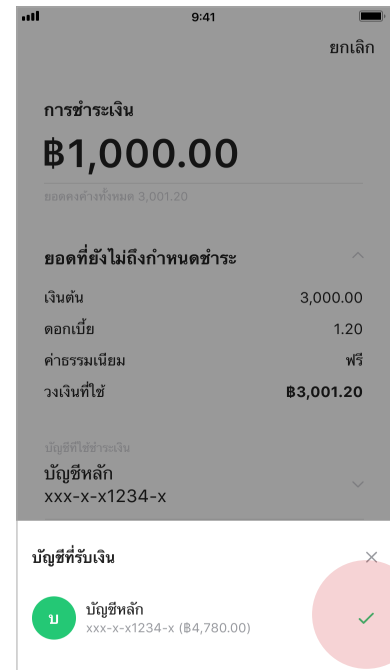 9:41
ยกเลิก
การชำระเงิน
฿1,000.00
ยอดคงค้างทั้งหมด 3,001.20
ยอดที่ยังไม่ถึงกำหนดชำระ
เงินต้น 3,000.00
ดอกเบี้ย 1.20
ค่าธรรมเนียม ฟรี
วงเงินที่ใช้ ฿3,001.20
บัญชีที่ใช้ชำระเงิน
บัญชีหลัก
xxx-x-x1234-x
บัญชีที่รับเงิน
บ บัญชีหลัก
xxx-x-x1234-x (฿4,780.00)